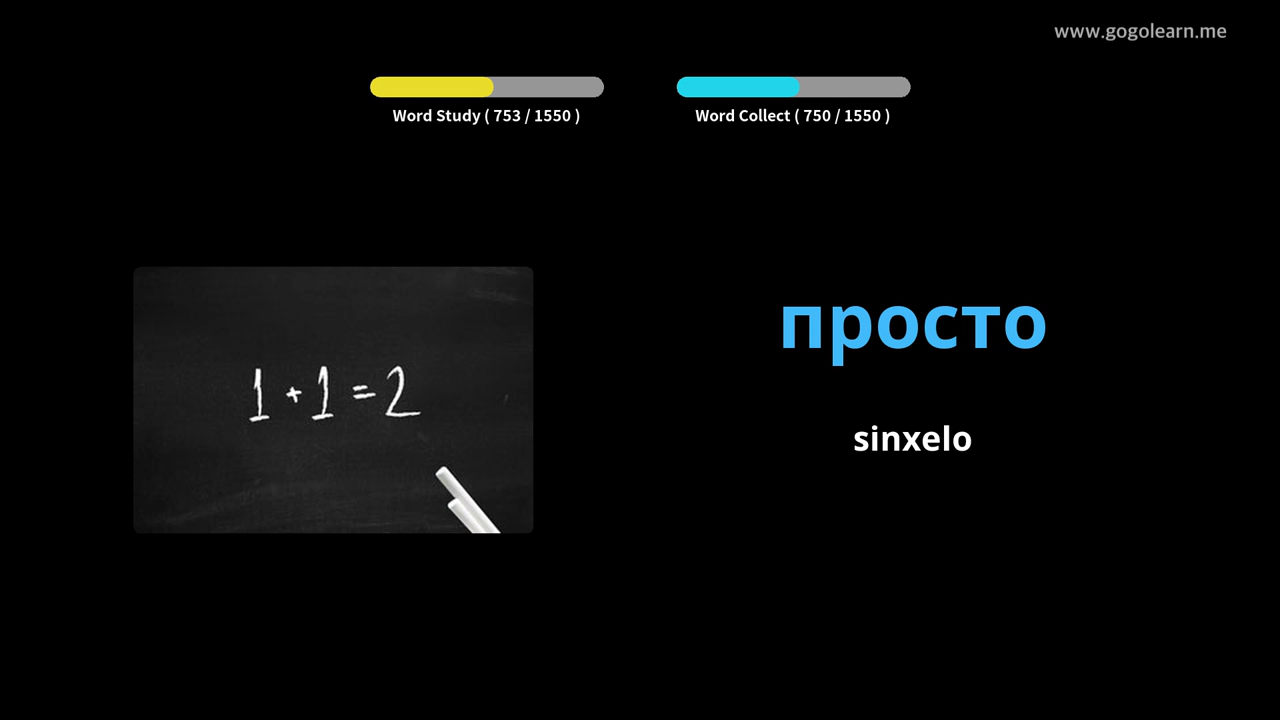 www.gogolearn.me
Word Study ( 753 / 1550 )
Word Collect ( 750 / 1550 )
1 + 1 = 2
просто
sinxelo